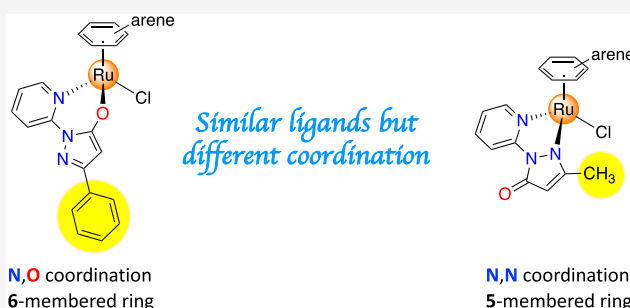 arene
Ru
Cl
N
O
N
N
Similar ligands but
different coordination
N,O coordination
6-membered ring
arene
Ru
Cl
N
N
N
O
CH3
N,N coordination
5-membered ring